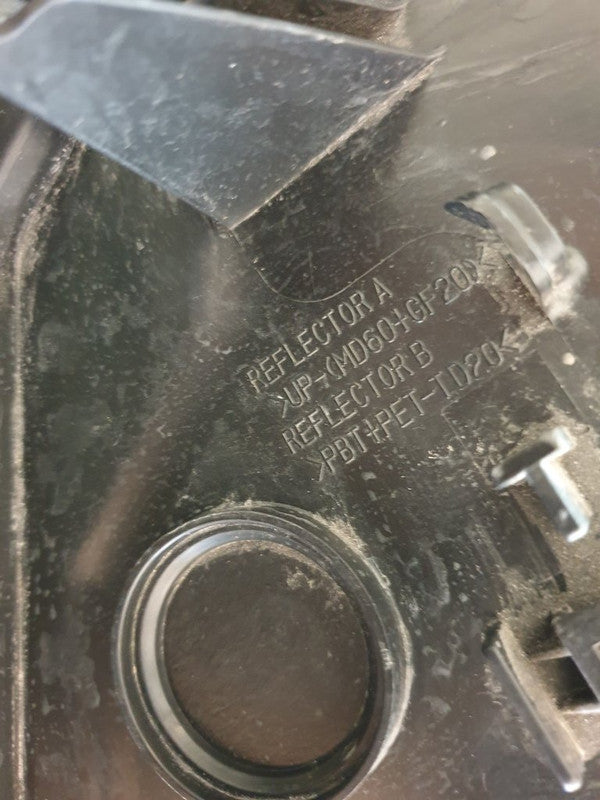 REFLECTOR A
>UP-(MD60+GF20)<
REFLECTOR B
>PBT+PET-TD20<